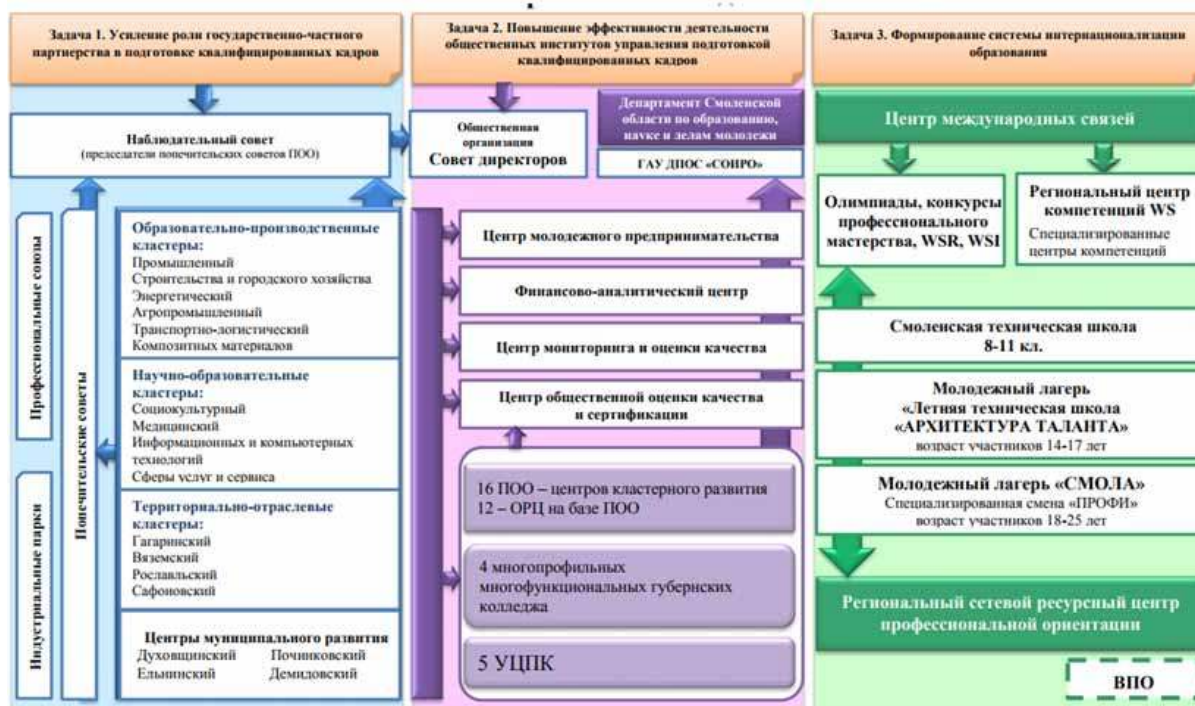 Задача 1. Усиление роли государственно-частного
партнерства в подготовке квалифицированных кадров
Наблюдательный совет
(председатели попечительских советов ПОО)
Профессиональные союзы
Индустриальные парки
Попечительские советы
Образовательно-производственные
кластеры:
Промышленный
Строительства и городского хозяйства
Энергетический
Агропромышленный
Транспортно-логистический
Композитных материалов
Научно-образовательные
кластеры:
Социокультурный
Медицинский
Информационных и компьютерных
технологий
Сферы услуг и сервиса
Территориально-отраслевые
кластеры:
Гагаринский
Вяземский
Рославльский
Сафоновский
Центры муниципального развития
Духовщинский Починковский
Ельнинский Демидовский
Задача 2. Повышение эффективности деятельности
общественных институтов управления подготовкой
квалифицированных кадров
Общественная
организация
Совет директоров
Департамент Смоленской
области по образованию,
науке и делам молодежи
ГАУ ДПОС «СОИРО»
Центр молодежного предпринимательства
Финансово-аналитический центр
Центр мониторинга и оценки качества
Центр общественной оценки качества
и сертификации
16 ПОО – центров кластерного развития
12 – ОРЦ на базе ПОО
4 многопрофильных
многофункциональных губернских
колледжа
5 УЦПК
Задача 3. Формирование системы интернационализации
образования
Центр международных связей
Олимпиады, конкурсы
профессионального
мастерства, WSR, WSI
Региональный центр
компетенций WS
Специализированные
центры компетенций
Смоленская техническая школа
8-11 кл.
Молодежный лагерь
«Летняя техническая школа
«АРХИТЕКТУРА ТАЛАНТА»
возраст участников 14-17 лет
Молодежный лагерь «СМОЛА»
Специализированная смена «ПРОФИ»
возраст участников 18-25 лет
Региональный сетевой ресурсный центр
профессиональной ориентации
ВПО